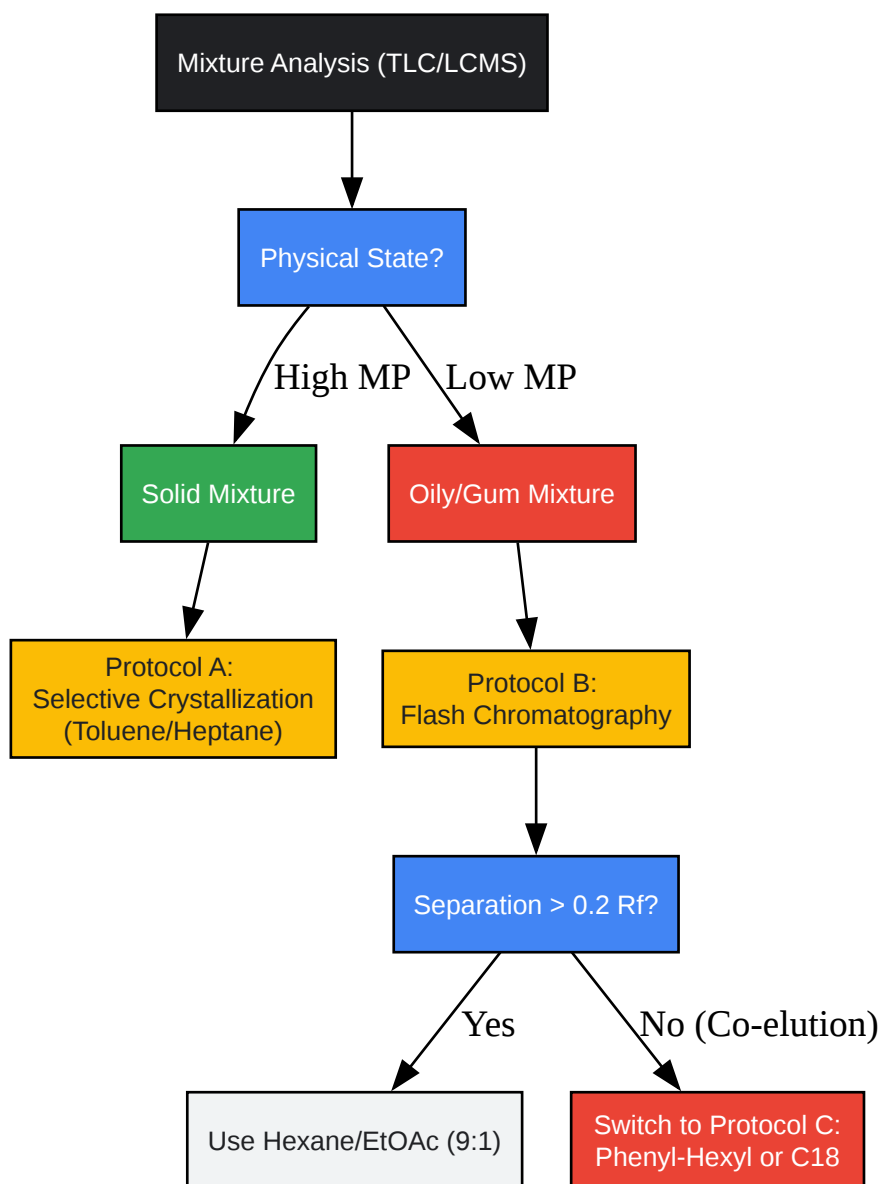 Mixture Analysis (TLC/LCMS)
Physical State?
High MP
Low MP
Solid Mixture
Oily/Gum Mixture
Protocol A:
Selective Crystallization
(Toluene/Heptane)
Protocol B:
Flash Chromatography
Separation > 0.2 Rf?
Yes
No (Co-elution)
Use Hexane/EtOAc (9:1)
Switch to Protocol C:
Phenyl-Hexyl or C18